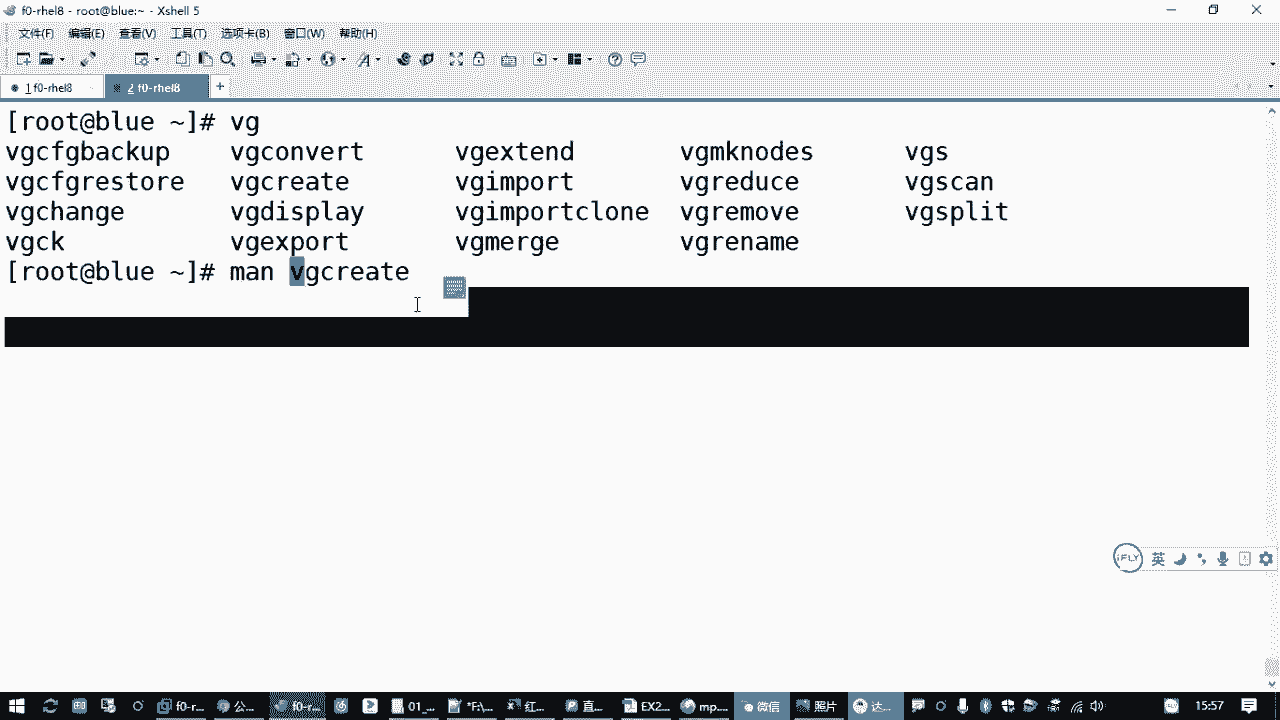 f0-rhel8 - root@blue:~ - Xshell 5
文件(F) 编辑(E) 查看(V) 工具(T) 选项卡(B) 窗口(W) 帮助(H)
1 f0-rhel8 2 f0-rhel8 +
[root@blue ~]# vg
vgcfgbackup vgconvert vgextend vgmknodes vgs
vgcfgrestore vgcreate vgimport vgreduce vgscan
vgchange vgdisplay vgimportclone vgremove vgsplit
vgck vgexport vgmerge vgrename
[root@blue ~]# man vgcreate
iFLY 英
f0-r... 公... f0-r... 01_... *F:\... 红... 直... EX2... mp... 微信 照片 达... 15:57